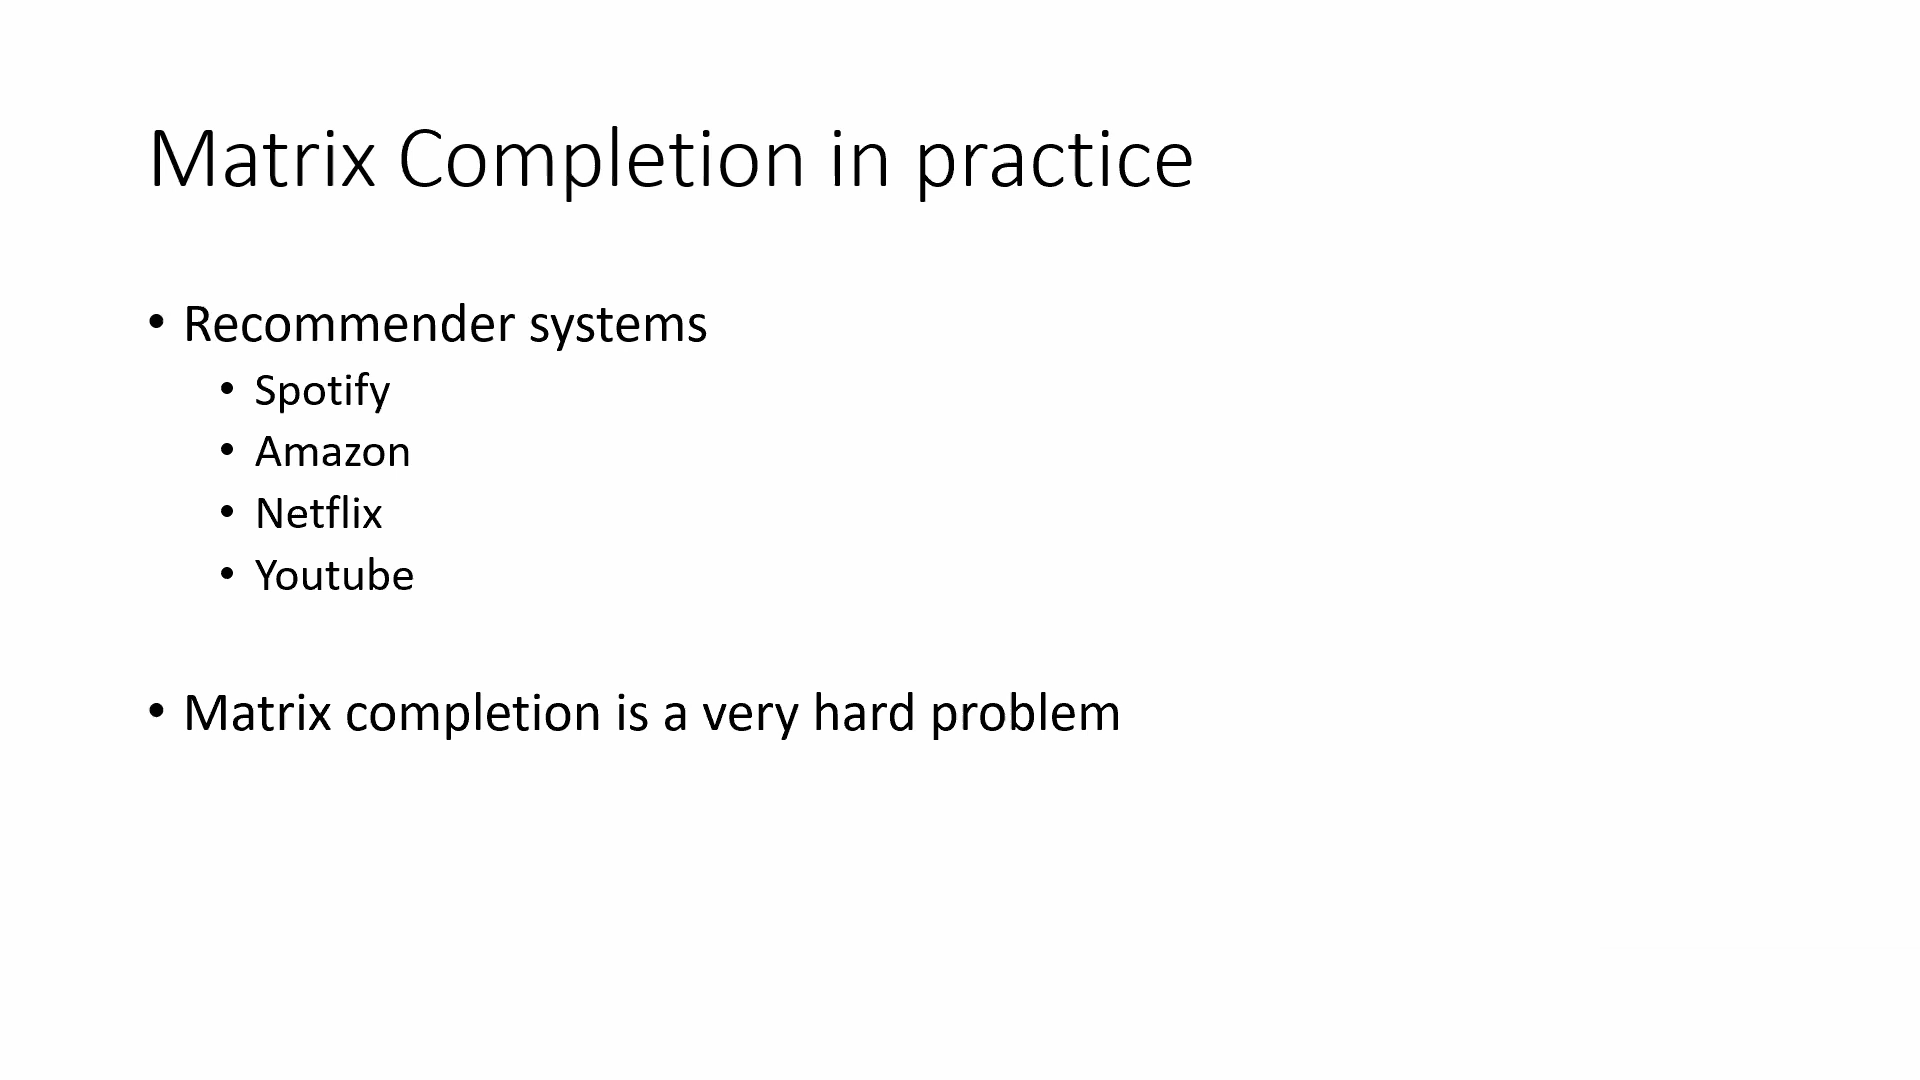 Matrix Completion in practice
• Recommender systems
• Spotify
• Amazon
• Netflix
• Youtube
• Matrix completion is a very hard problem